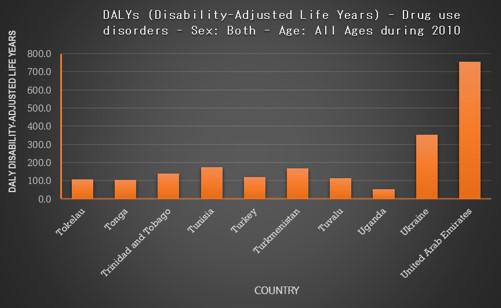 DALYs (Disability-Adjusted Life Years) - Drug use
disorders - Sex: Both - Age: All Ages during 2010
DALY DISABILITY-ADJUSTED LIFE YEARS
800.0
700.0
600.0
500.0
400.0
300.0
200.0
100.0
0.0
Tokelau
Tonga
Trinidad and Tobago
Tunisia
Turkey
Turkmenistan
Tuvalu
Uganda
Ukraine
United Arab Emirates
COUNTRY